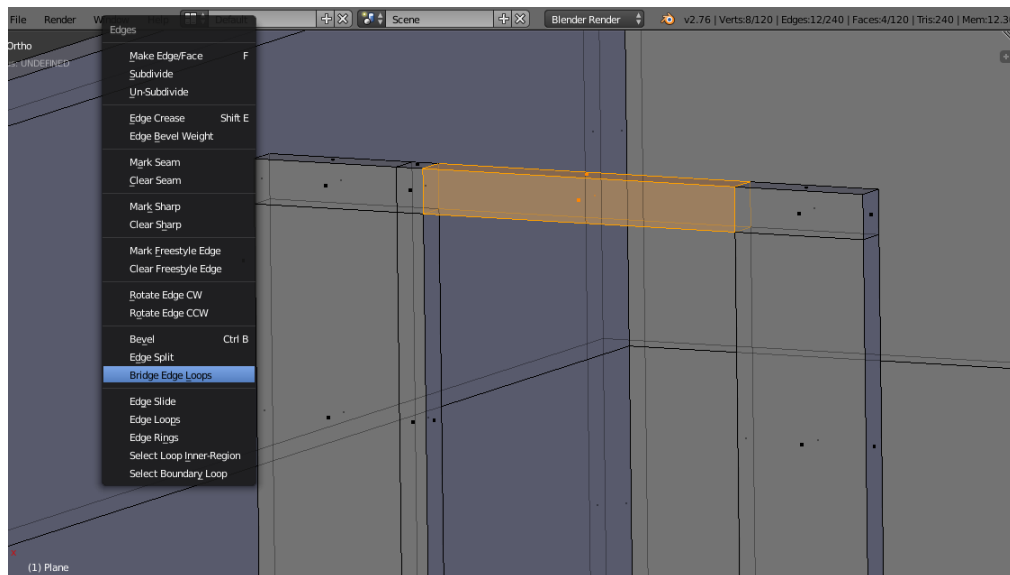 File Render Default Scene Blender Render v2.76 | Verts:8/120 | Edges:12/240 | Faces:4/120 | Tris:240 | Mem:12.3
Edges
Ortho
UNDEFINED
Make Edge/Face F
Subdivide
Un-Subdivide
Edge Crease Shift E
Edge Bevel Weight
Mark Seam
Clear Seam
Mark Sharp
Clear Sharp
Mark Freestyle Edge
Clear Freestyle Edge
Rotate Edge CW
Rotate Edge CCW
Bevel Ctrl B
Edge Split
Bridge Edge Loops
Edge Slide
Edge Loops
Edge Rings
Select Loop Inner-Region
Select Boundary Loop
x
(1) Plane